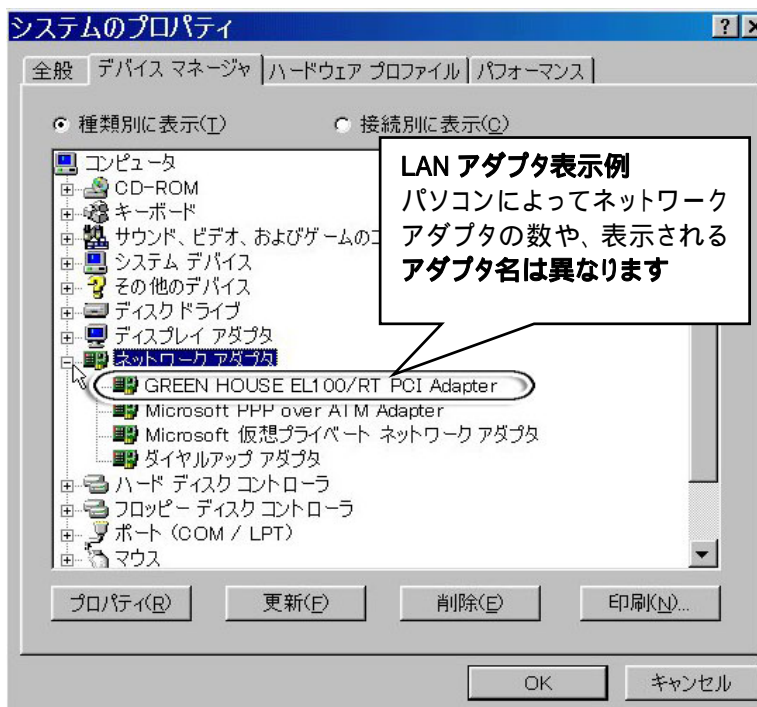 システムのプロパティ
全般 デバイス マネージャ ハードウェア プロファイル パフォーマンス
種類別に表示(T) 接続別に表示(C)
LAN アダプタ表示例
パソコンによってネットワーク
アダプタの数や、表示される
アダプタ名は異なります
コンピュータ
CD-ROM
キーボード
サウンド、ビデオ、およびゲームのコ
システム デバイス
その他のデバイス
ディスク ドライブ
ディスプレイ アダプタ
ネットワーク アダプタ
GREEN HOUSE EL100/RT PCI Adapter
Microsoft PPP over ATM Adapter
Microsoft 仮想プライベート ネットワーク アダプタ
ダイヤルアップ アダプタ
ハード ディスク コントローラ
フロッピー ディスク コントローラ
ポート (COM / LPT)
マウス
プロパティ(R) 更新(F) 削除(E) 印刷(N)...
OK キャンセル